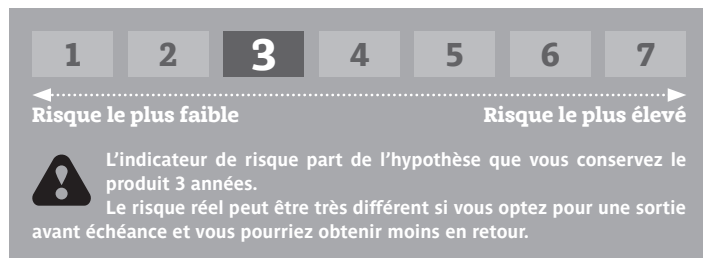 1 2 3 4 5 6 7
Risque le plus faible Risque le plus élevé
L'indicateur de risque part de l'hypothèse que vous conservez le
produit 3 années.
Le risque réel peut être très différent si vous optez pour une sortie
avant échéance et vous pourriez obtenir moins en retour.